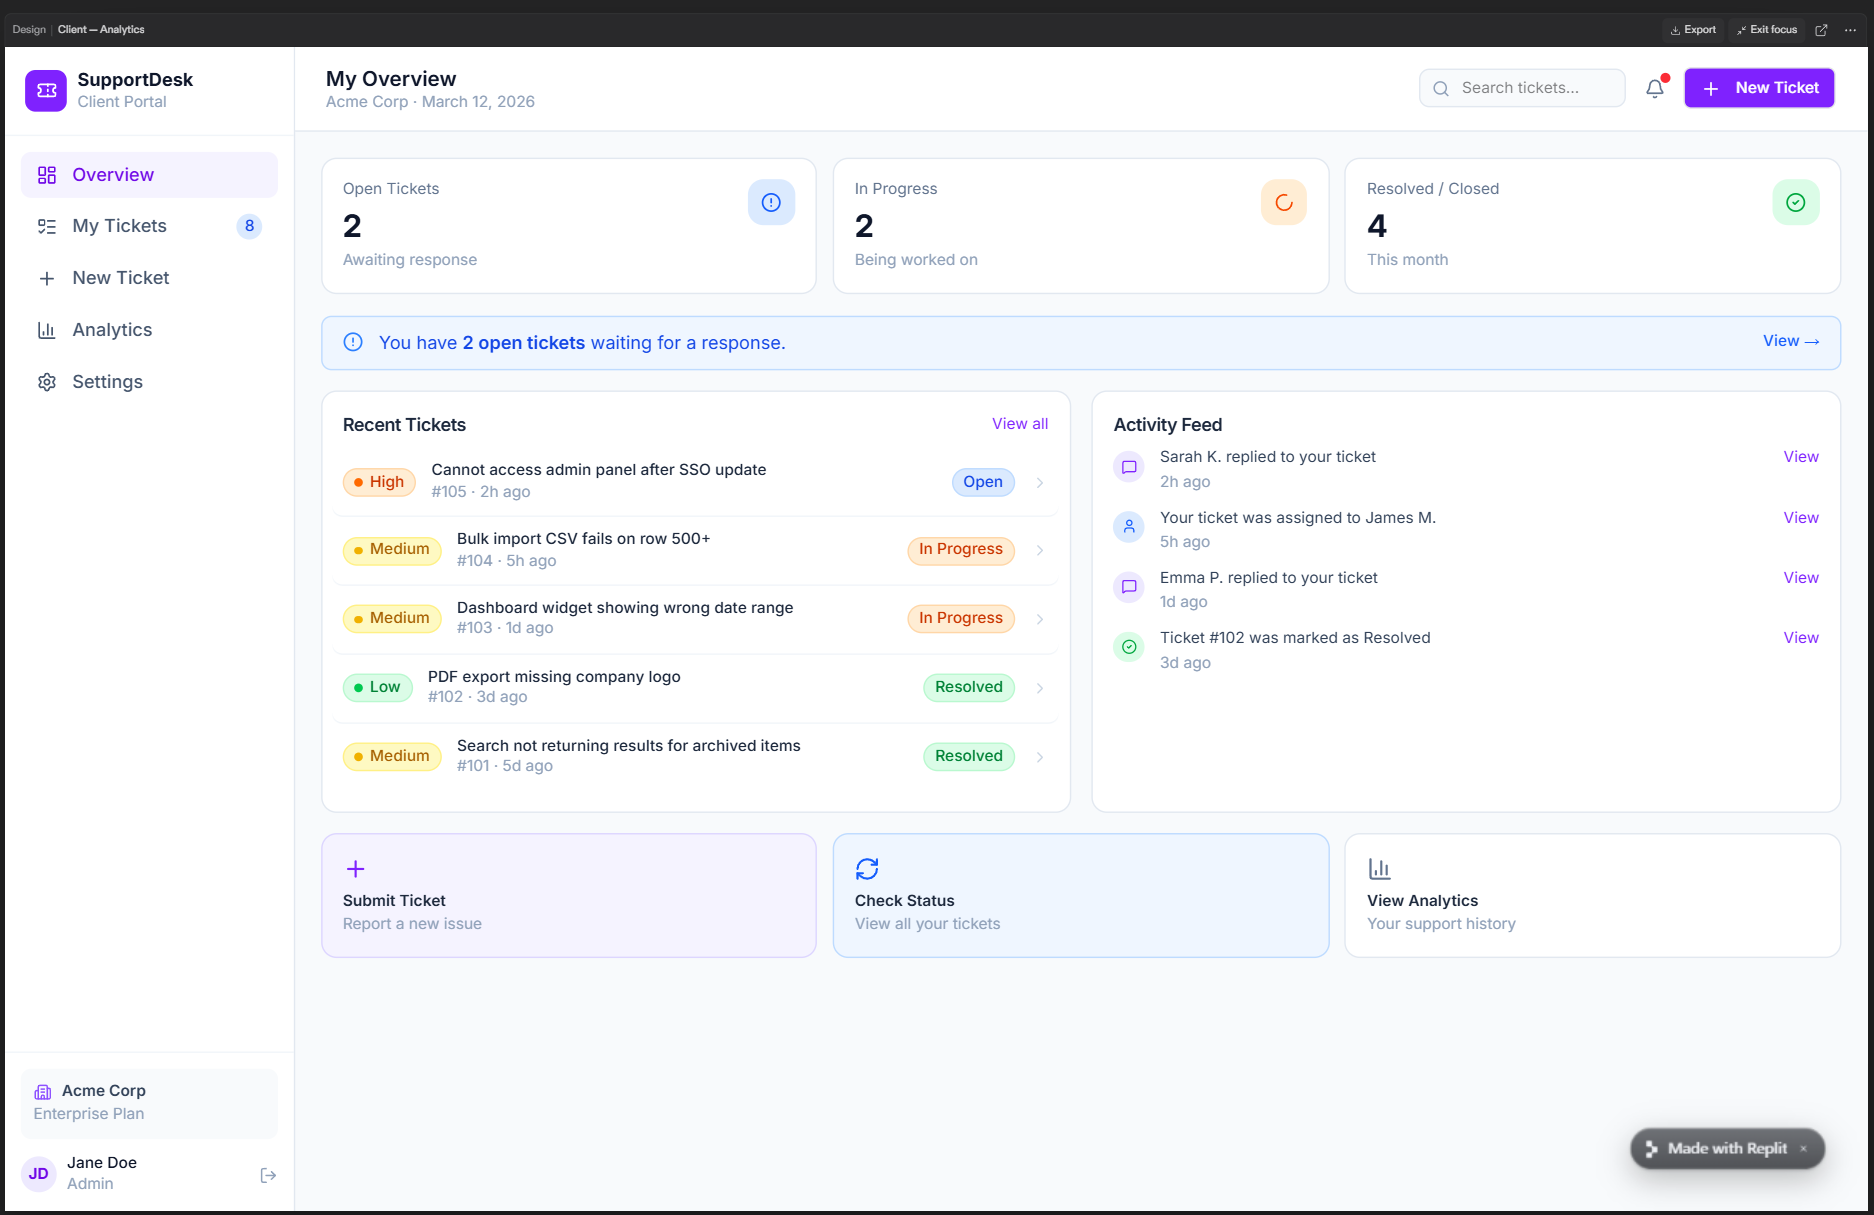 Design | Client — Analytics
Export
Exit focus
SupportDesk
Client Portal
Overview
My Tickets 8
New Ticket
Analytics
Settings
Acme Corp
Enterprise Plan
JD
Jane Doe
Admin
My Overview
Acme Corp · March 12, 2026
Search tickets...
New Ticket
Open Tickets
2
Awaiting response
In Progress
2
Being worked on
Resolved / Closed
4
This month
You have 2 open tickets waiting for a response.
View →
Recent Tickets
View all
High
Cannot access admin panel after SSO update
#105 · 2h ago
Open
Medium
Bulk import CSV fails on row 500+
#104 · 5h ago
In Progress
Medium
Dashboard widget showing wrong date range
#103 · 1d ago
In Progress
Low
PDF export missing company logo
#102 · 3d ago
Resolved
Medium
Search not returning results for archived items
#101 · 5d ago
Resolved
Activity Feed
Sarah K. replied to your ticket
View
2h ago
Your ticket was assigned to James M.
View
5h ago
Emma P. replied to your ticket
View
1d ago
Ticket #102 was marked as Resolved
View
3d ago
Submit Ticket
Report a new issue
Check Status
View all your tickets
View Analytics
Your support history
Made with Replit ×